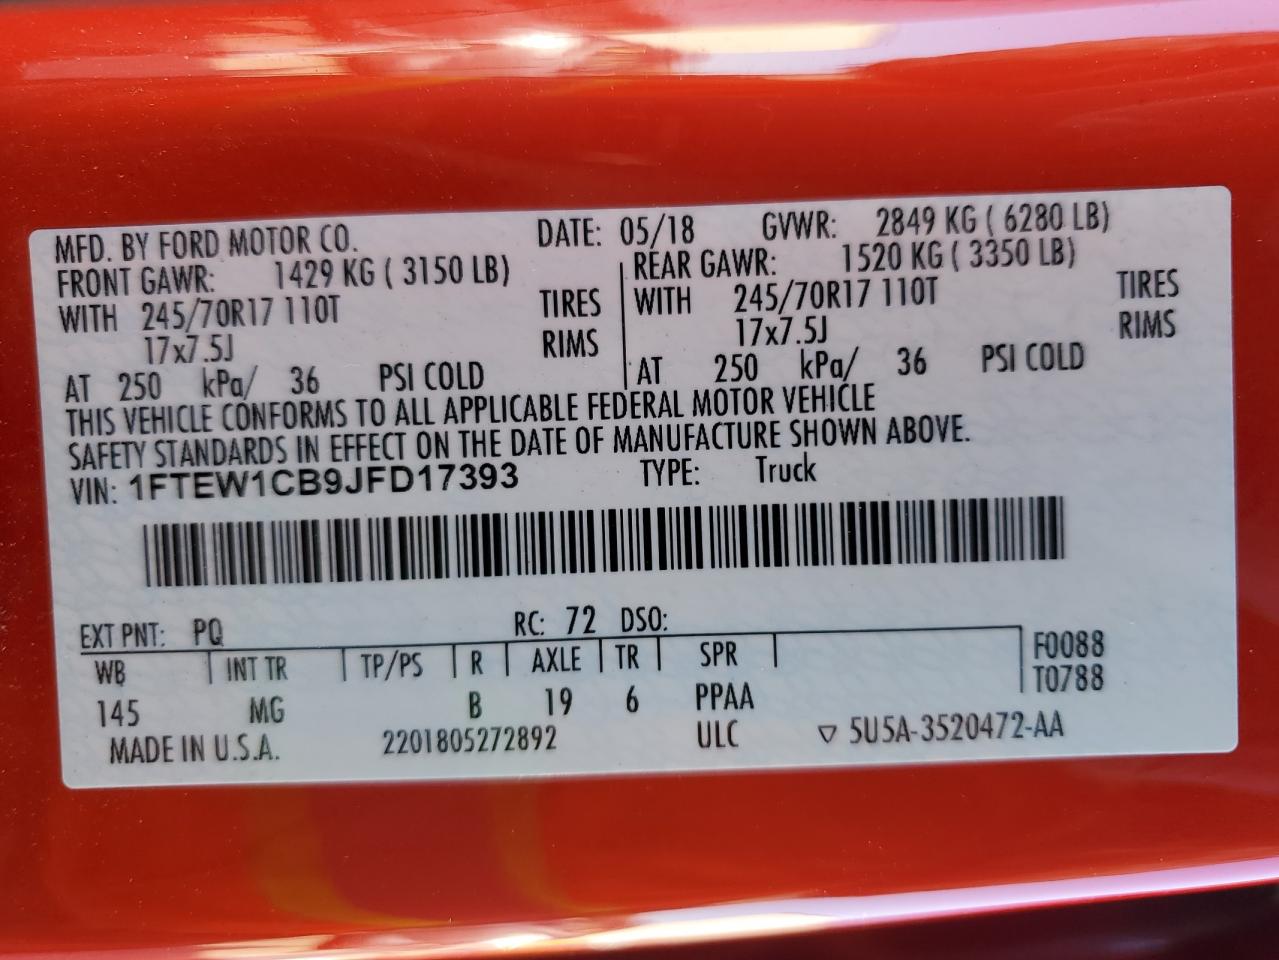 MFD. BY FORD MOTOR CO. DATE: 05/18 GVWR: 2849 KG ( 6280 LB)
FRONT GAWR: 1429 KG ( 3150 LB) REAR GAWR: 1520 KG ( 3350 LB)
WITH 245/70R17 110T TIRES WITH 245/70R17 110T TIRES
17x7.5J RIMS 17x7.5J RIMS
AT 250 kPa/ 36 PSI COLD AT 250 kPa/ 36 PSI COLD
THIS VEHICLE CONFORMS TO ALL APPLICABLE FEDERAL MOTOR VEHICLE
SAFETY STANDARDS IN EFFECT ON THE DATE OF MANUFACTURE SHOWN ABOVE.
VIN: 1FTEW1CB9JFD17393 TYPE: Truck
EXT PNT: PQ RC: 72 DSO:
WB INT TR TP/PS R AXLE TR SPR F0088
T0788
145 MG B 19 6 PPAA
MADE IN U.S.A. 2201805272892 ULC ▽ 5U5A-3520472-AA